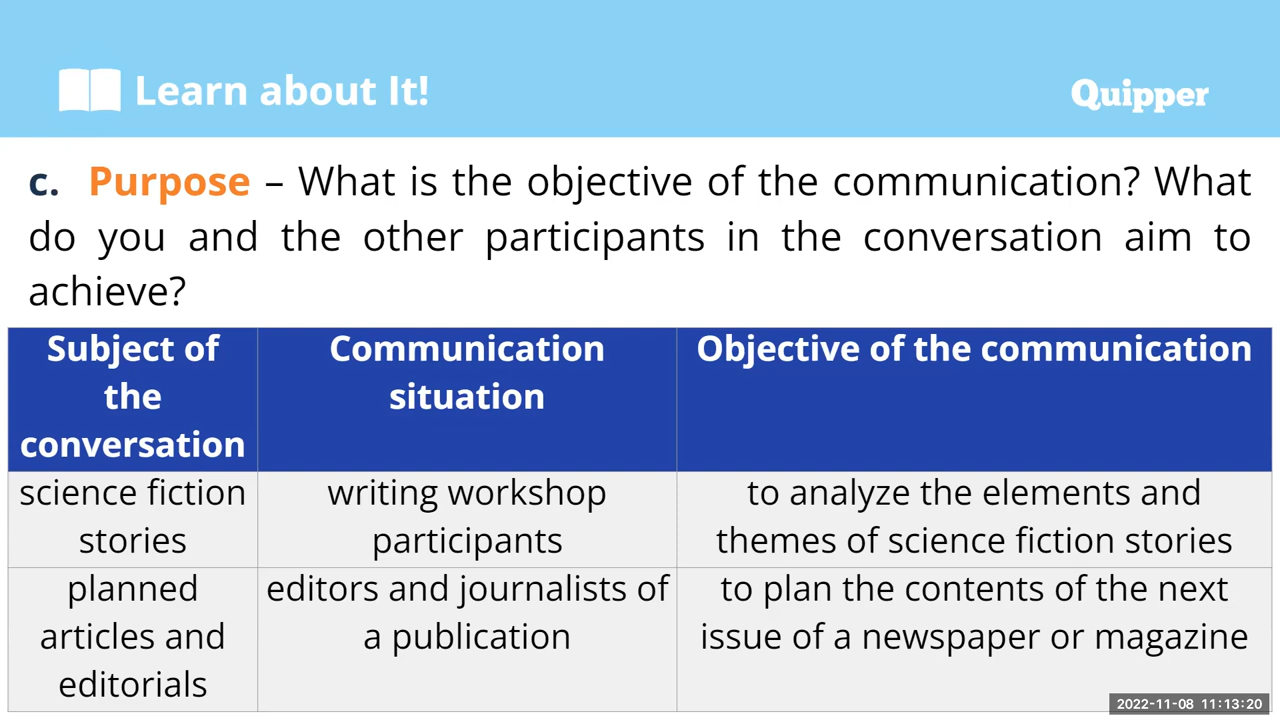 Learn about It!
Quipper
c. Purpose – What is the objective of the communication? What
do you and the other participants in the conversation aim to
achieve?
Subject of
the
conversation
Communication
situation
Objective of the communication
science fiction
stories
writing workshop
participants
to analyze the elements and
themes of science fiction stories
planned
articles and
editorials
editors and journalists of
a publication
to plan the contents of the next
issue of a newspaper or magazine
2022-11-08 11:13:20